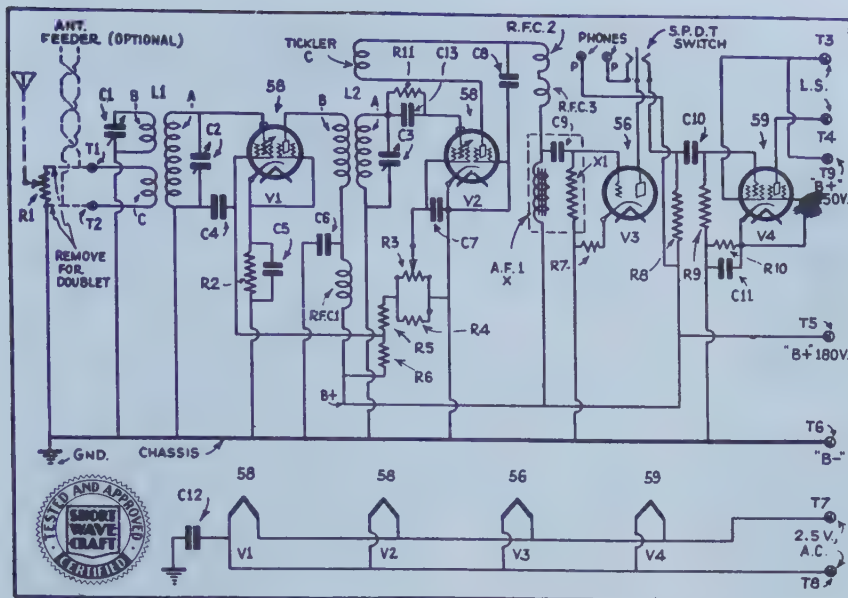 ANT.
FEEDER (OPTIONAL)
TICKLER
C
R.F.C.2
PHONES
S.P.D.T
SWITCH
T3
L.S.
T4
T9
"B+"
250V.
C1
B
L1
A
C2
58
B
L2
A
R11
C13
C3
C8
58
R.F.C.3
C9
X1
56
P
P
C10
59
T1
T2
R1
C
REMOVE
FOR
DOUBLET
C4
V1
C5
R2
C6
RFC1
R3
C7
V2
R4
R5
R6
A.F.1
X
R7
V3
R8
R9
V4
R10
C11
B+
T5
"B+" 180V.
T6
"B-"
GND.
CHASSIS
58
58
56
59
C12
V1
V2
V3
V4
T7
2.5 V.,
A.C.
T8
TESTED AND APPROVED
SHORT
WAVE
CRAFT
CERTIFIED